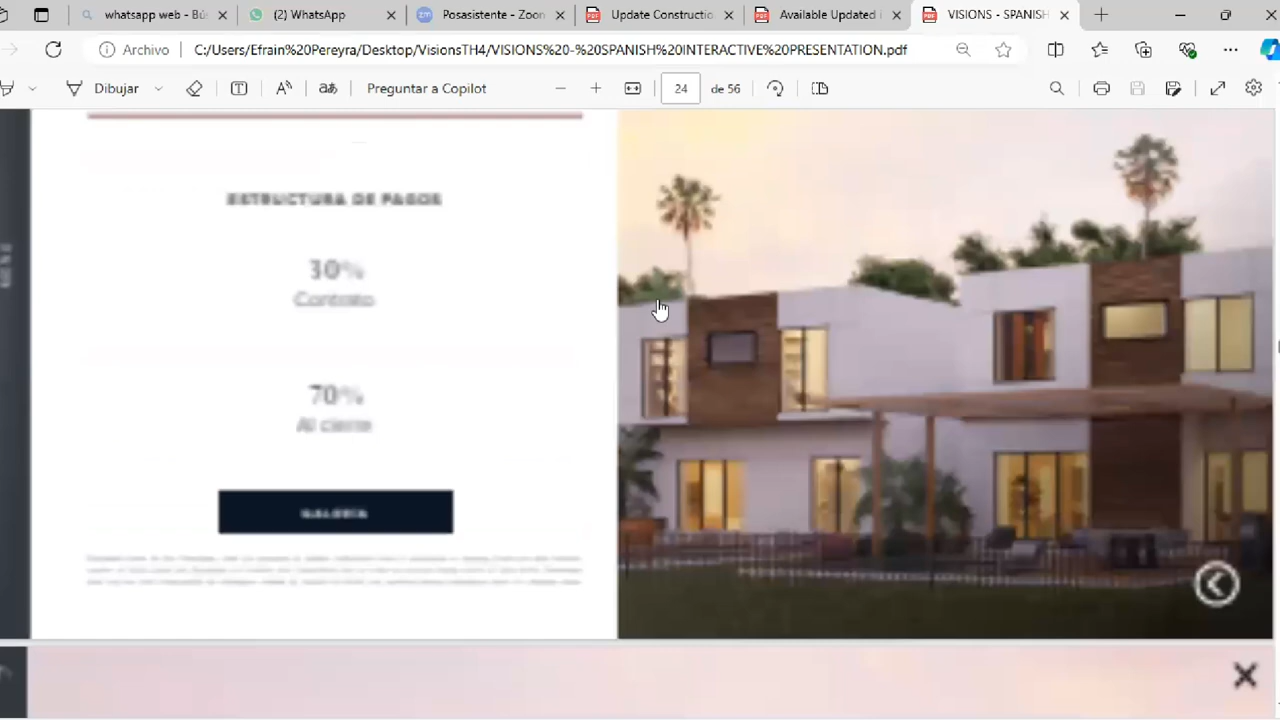 whatsapp web - Bú
(2) WhatsApp
Posasistente - Zoom
Update Constructio
Available Updated
VISIONS - SPANISH
Archivo
C:/Users/Efrain%20Pereyra/Desktop/VisionsTH4/VISIONS%20-%20SPANISH%20INTERACTIVE%20PRESENTATION.pdf
Dibujar
Preguntar a Copilot
24 de 56
ESTRUCTURA DE PAGOS
30%
Contrato
70%
Al cierre
GALERÍA